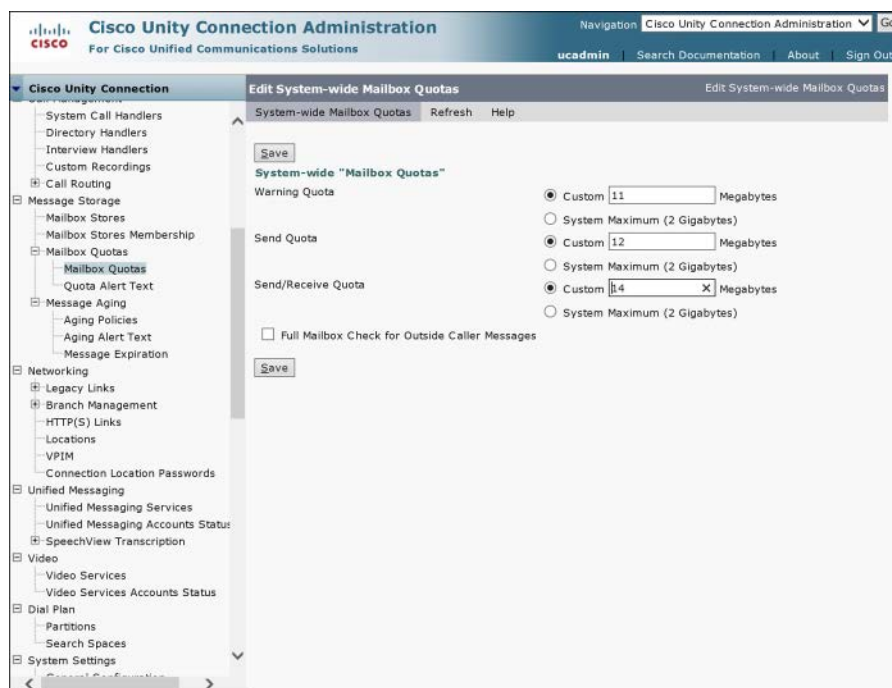 cisco
Cisco Unity Connection Administration
For Cisco Unified Communications Solutions
Navigation Cisco Unity Connection Administration Go
ucadmin Search Documentation About Sign Out
Cisco Unity Connection
System Call Handlers
Directory Handlers
Interview Handlers
Custom Recordings
Call Routing
Message Storage
Mailbox Stores
Mailbox Stores Membership
Mailbox Quotas
Mailbox Quotas
Quota Alert Text
Message Aging
Aging Policies
Aging Alert Text
Message Expiration
Networking
Legacy Links
Branch Management
HTTP(S) Links
Locations
VPIM
Connection Location Passwords
Unified Messaging
Unified Messaging Services
Unified Messaging Accounts Status
SpeechView Transcription
Video
Video Services
Video Services Accounts Status
Dial Plan
Partitions
Search Spaces
System Settings
Edit System-wide Mailbox Quotas
Edit System-wide Mailbox Quotas
System-wide Mailbox Quotas Refresh Help
Save
System-wide "Mailbox Quotas"
Warning Quota
Custom 11 Megabytes
System Maximum (2 Gigabytes)
Send Quota
Custom 12 Megabytes
System Maximum (2 Gigabytes)
Send/Receive Quota
Custom 14 Megabytes
System Maximum (2 Gigabytes)
Full Mailbox Check for Outside Caller Messages
Save